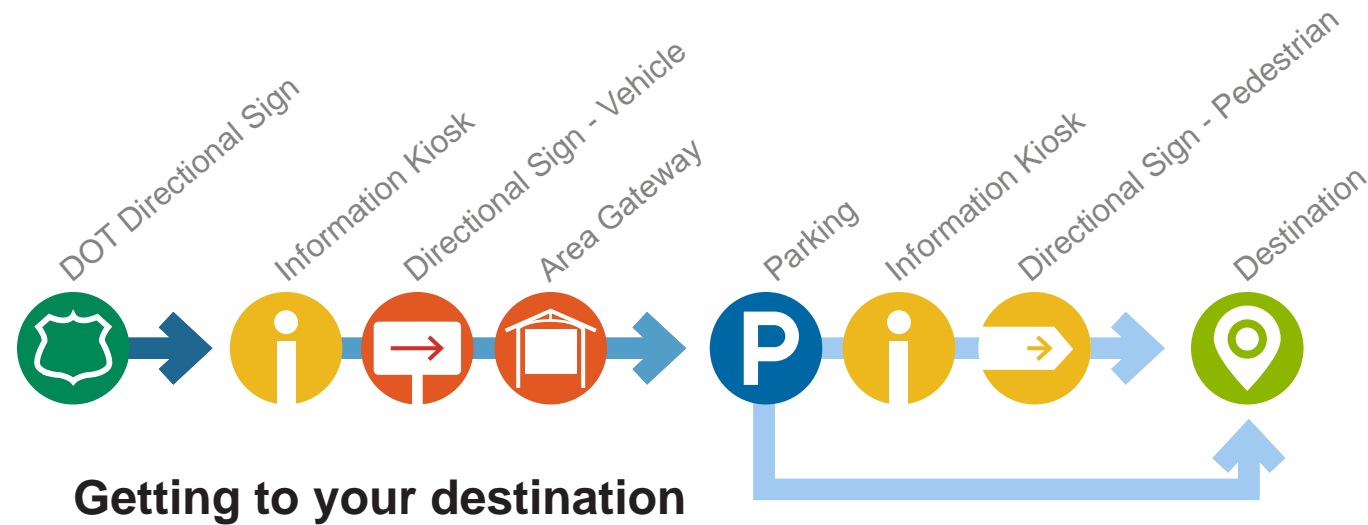 DOT Directional Sign
Information Kiosk
Directional Sign - Vehicle
Area Gateway
Parking
Information Kiosk
Directional Sign - Pedestrian
Destination
P
Getting to your destination